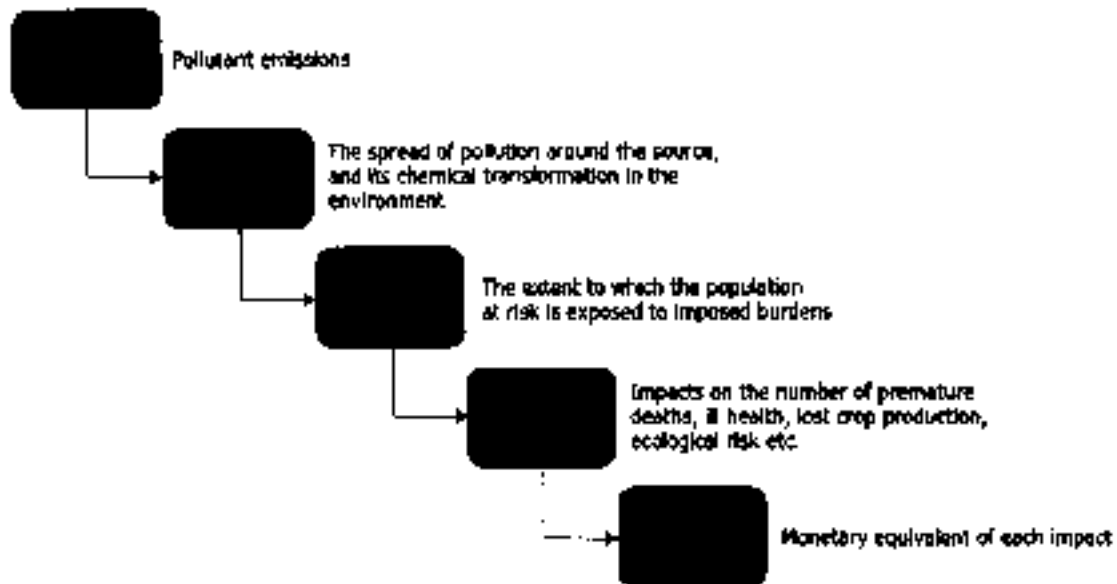 Pollutant emissions
The spread of pollution around the source,
and its chemical transformation in the
environment
The extent to which the population
at risk is exposed to imposed burdens
Impacts on the number of premature
deaths, ill health, lost crop production,
ecological risk etc
Monetary equivalent of each impact